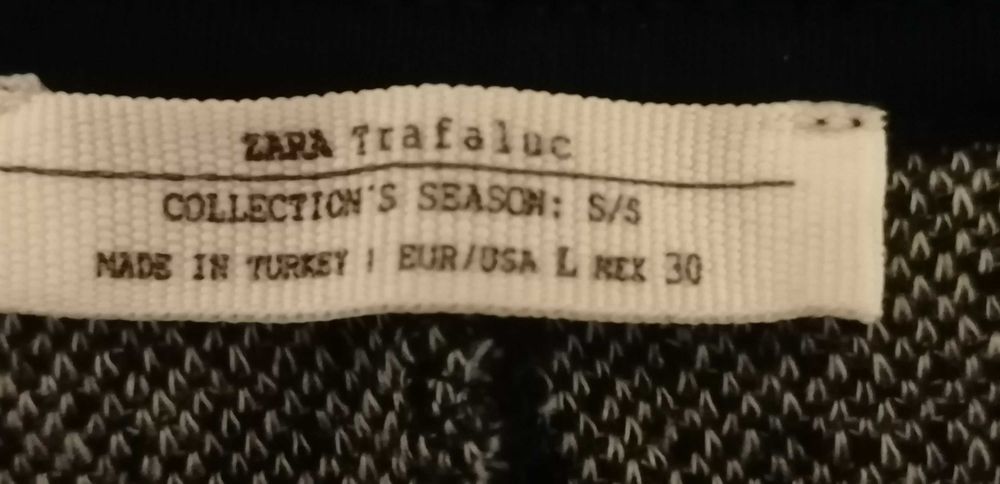 ZARA Trafaluc
COLLECTION'S SEASON: S/S
MADE IN TURKEY | EUR/USA L MEX 30